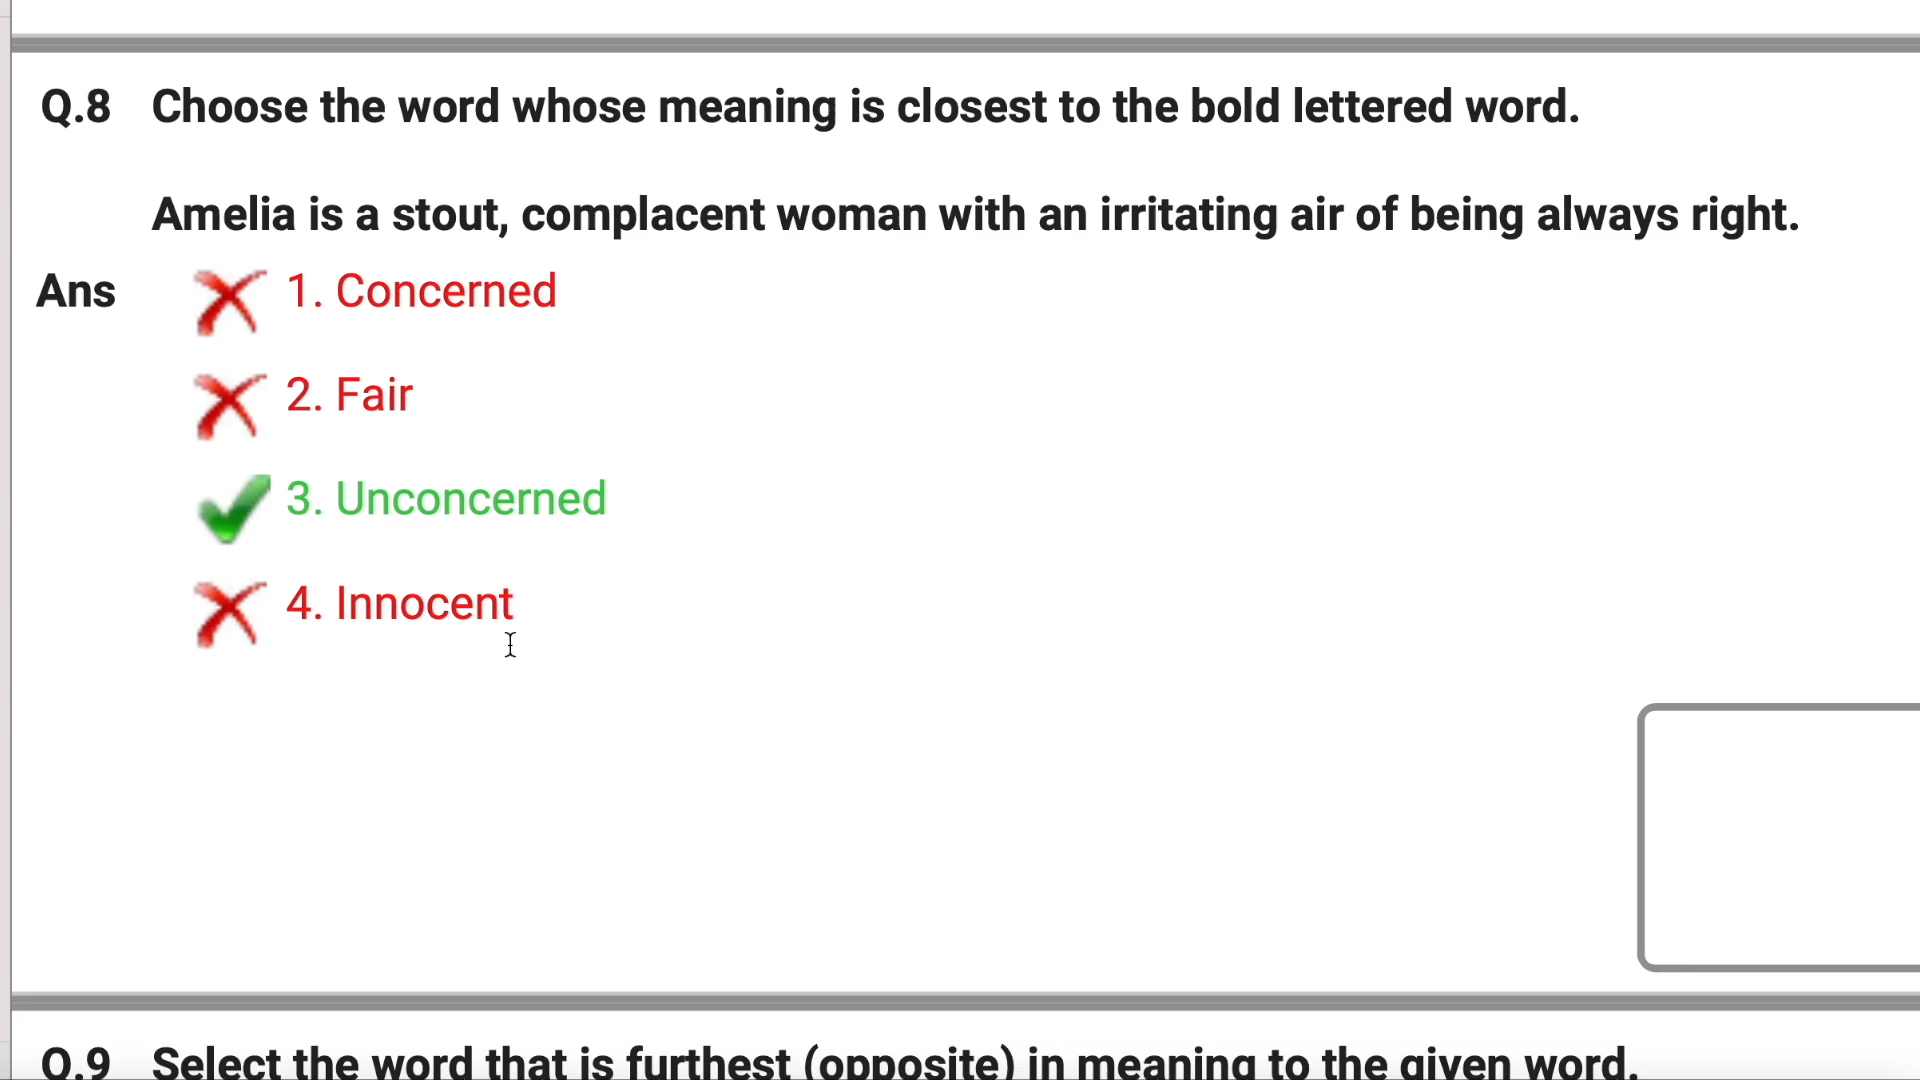 Q.8 Choose the word whose meaning is closest to the bold lettered word.
Amelia is a stout, complacent woman with an irritating air of being always right.
Ans 1. Concerned
2. Fair
3. Unconcerned
4. Innocent
Q.9 Select the word that is furthest (opposite) in meaning to the given word.